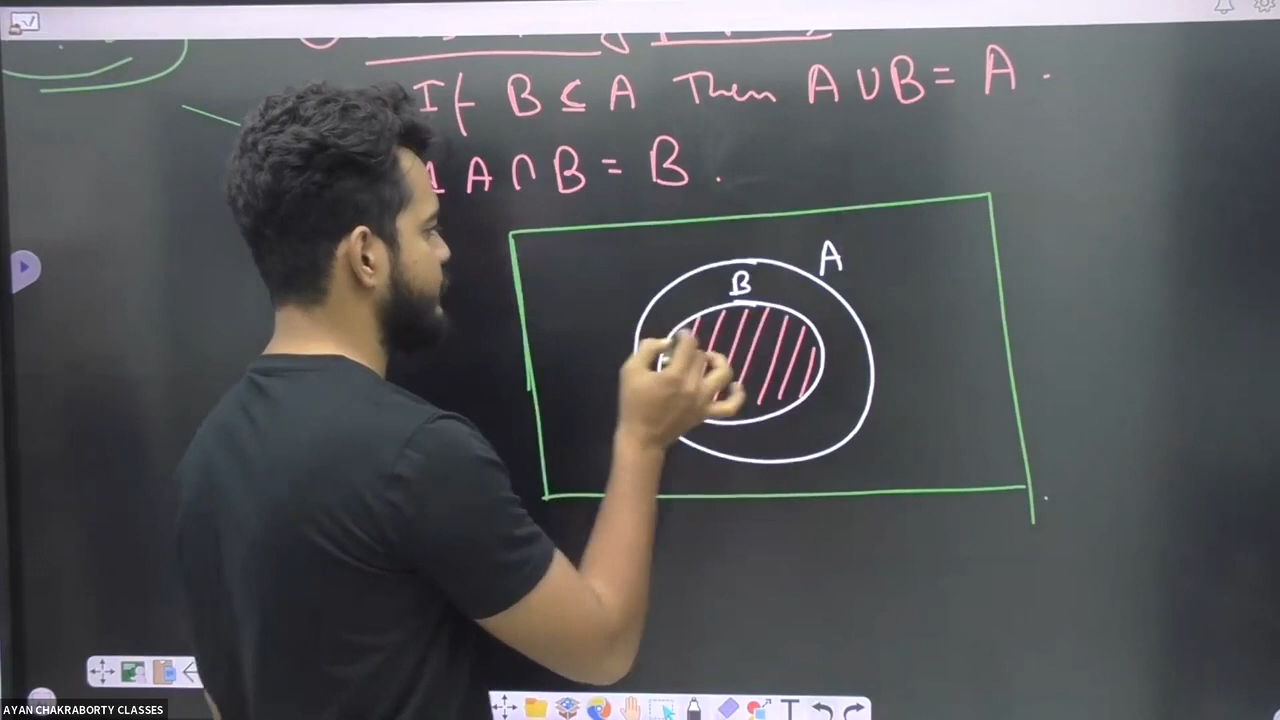 If B ⊆ A Then A ∪ B = A.
A ∩ B = B.
A
B
T
AYAN CHAKRABORTY CLASSES